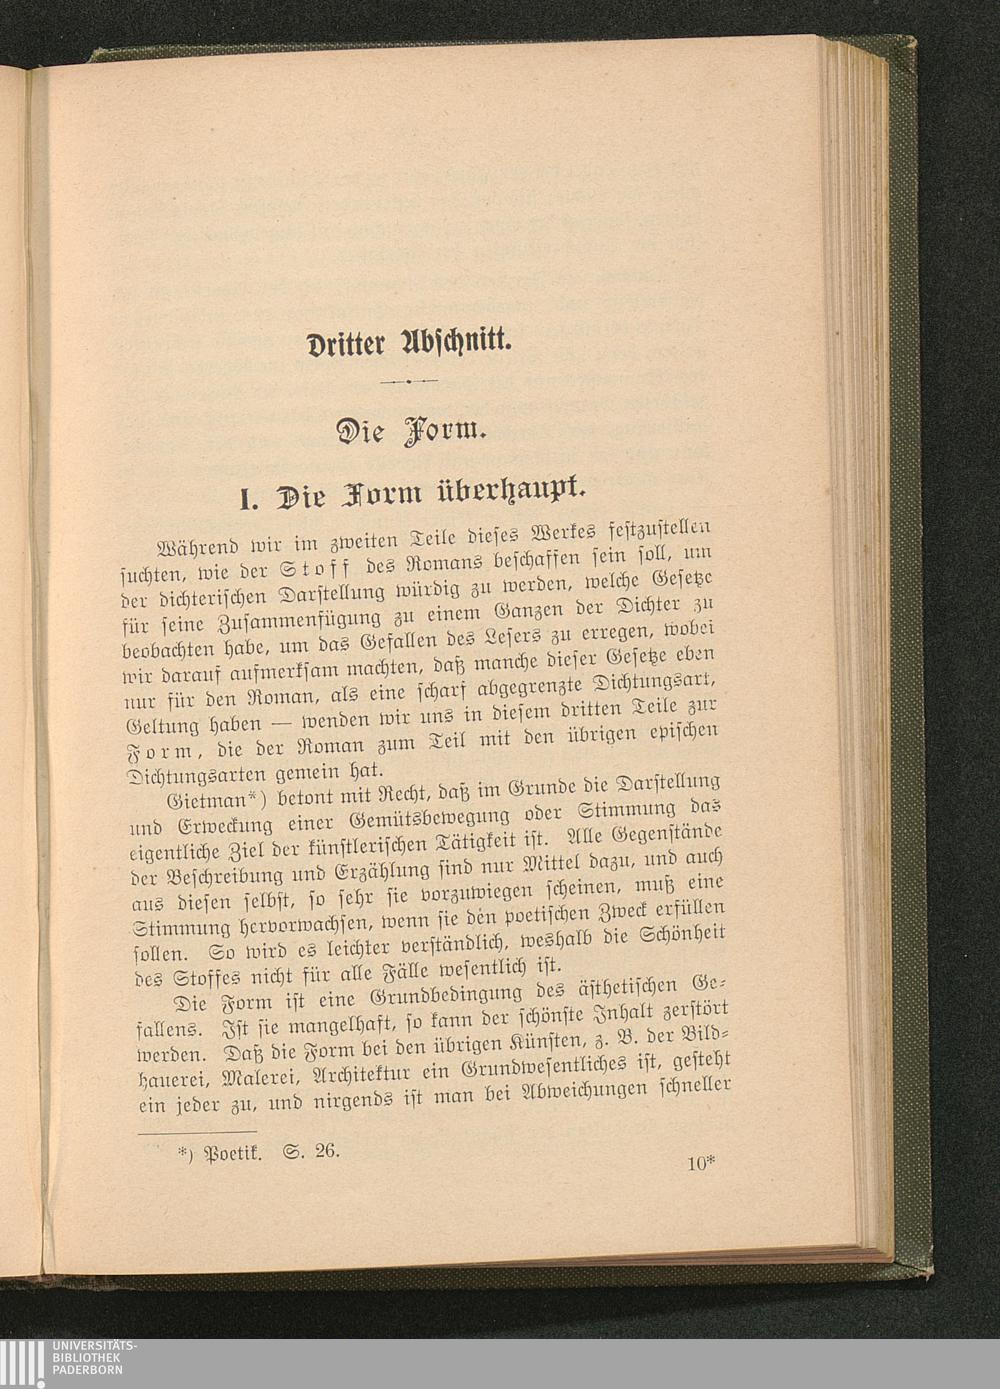 Dritter Abschnitt.
Die Form.
I. Die Form überhaupt.
Während wir im zweiten Teile dieses Werkes festzustellen
suchten, wie der Stoff des Romans beschaffen sein soll, um
der dichterischen Darstellung würdig zu werden, welche Gesetze
für seine Zusammenfügung zu einem Ganzen der Dichter zu
beobachten habe, um das Gefallen des Lesers zu erregen, wobei
wir darauf aufmerksam machten, daß manche dieser Gesetze eben
nur für den Roman, als eine scharf abgegrenzte Dichtungsart,
Geltung haben — wenden wir uns in diesem dritten Teile zur
Form, die der Roman zum Teil mit den übrigen epischen
Dichtungsarten gemein hat.
Gietman*) betont mit Recht, daß im Grunde die Darstellung
und Erweckung einer Gemütsbewegung oder Stimmung das
eigentliche Ziel der künstlerischen Tätigkeit ist. Alle Gegenstände
der Beschreibung und Erzählung sind nur Mittel dazu, und auch
aus diesen selbst, so sehr sie vorzuwiegen scheinen, muß eine
Stimmung hervorwachsen, wenn sie den poetischen Zweck erfüllen
sollen. So wird es leichter verständlich, weshalb die Schönheit
des Stoffes nicht für alle Fälle wesentlich ist.
Die Form ist eine Grundbedingung des ästhetischen Ge-
fallens. Ist sie mangelhaft, so kann der schönste Inhalt zerstört
werden. Daß die Form bei den übrigen Künsten, z. B. der Bild-
hauerei, Malerei, Architektur ein Grundwesentliches ist, gesteht
ein jeder zu, und nirgends ist man bei Abweichungen schneller
*) Poetik. S. 26.
10*
UNIVERSITÄTS-
BIBLIOTHEK
PADERBORN